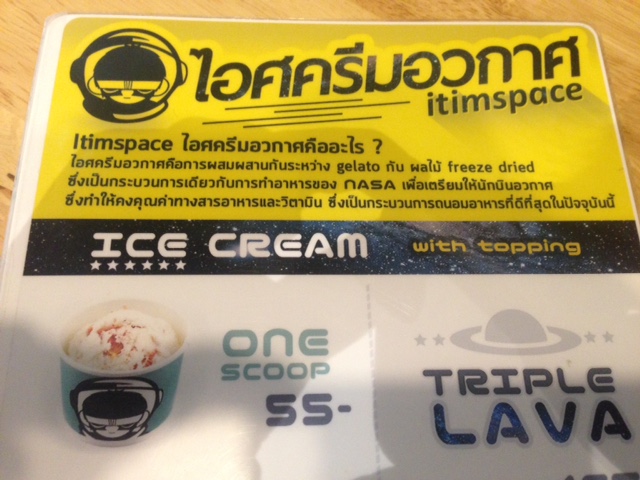 ไอศครีมอวกาศ
itimspace
Itimspace ไอศครีมอวกาศคืออะไร ?
ไอศครีมอวกาศคือการผสมผสานกันระหว่าง gelato กับ ผลไม้ freeze dried
ซึ่งเป็นกระบวนการเดียวกับการทำอาหารของ NASA เพื่อเตรียมให้นักบินอวกาศ
ซึ่งทำให้คงคุณค่าทางสารอาหารและวิตามิน ซึ่งเป็นกระบวนการถนอมอาหารที่ดีที่สุดในปัจจุบันนี้
ICE CREAM with topping
ONE
SCOOP
55-
TRIPLE
LAVA